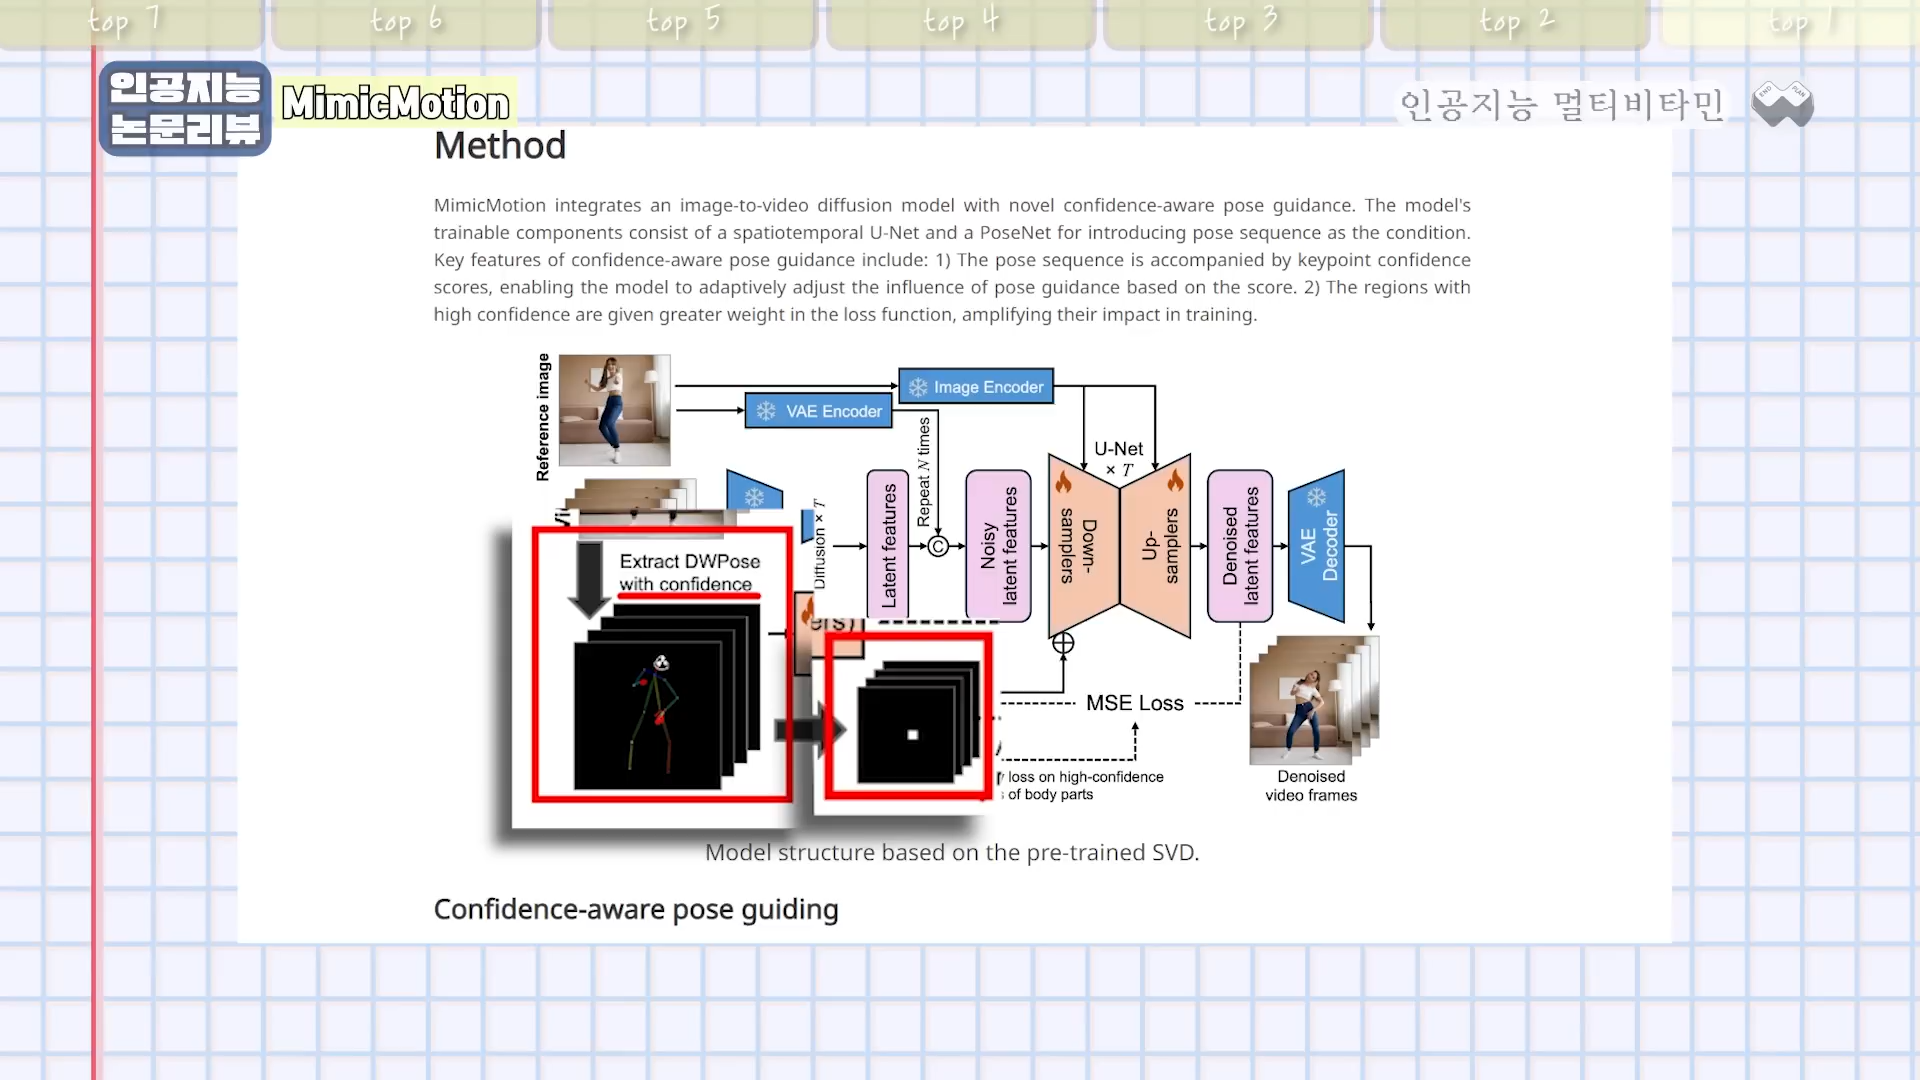 top 7
top 6
top 5
top 4
top 3
top 2
top 1
인공지능
논문리뷰
MimicMotion
인공지능 멀티비타민
END
PLAN
Method
MimicMotion integrates an image-to-video diffusion model with novel confidence-aware pose guidance. The model's
trainable components consist of a spatiotemporal U-Net and a PoseNet for introducing pose sequence as the condition.
Key features of confidence-aware pose guidance include: 1) The pose sequence is accompanied by keypoint confidence
scores, enabling the model to adaptively adjust the influence of pose guidance based on the score. 2) The regions with
high confidence are given greater weight in the loss function, amplifying their impact in training.
Reference image
Image Encoder
VAE Encoder
Repeat N times
U-Net
× T
Diffusion × T
Latent features
Noisy
latent features
Down-
samplers
Up-
samplers
Denoised
latent features
VAE
Decoder
Extract DWPose
with confidence
MSE Loss
loss on high-confidence
of body parts
Denoised
video frames
Model structure based on the pre-trained SVD.
Confidence-aware pose guiding